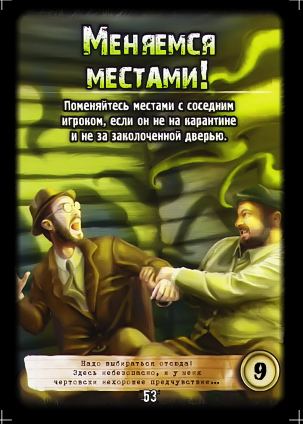 Меняемся
местами!
Поменяйтесь местами с соседним
игроком, если он не на карантине
и не за заколоченной дверью.
Надо выбираться отсюда!
Здесь небезопасно, и у меня
чертовски нехорошее предчувствие...
9
53